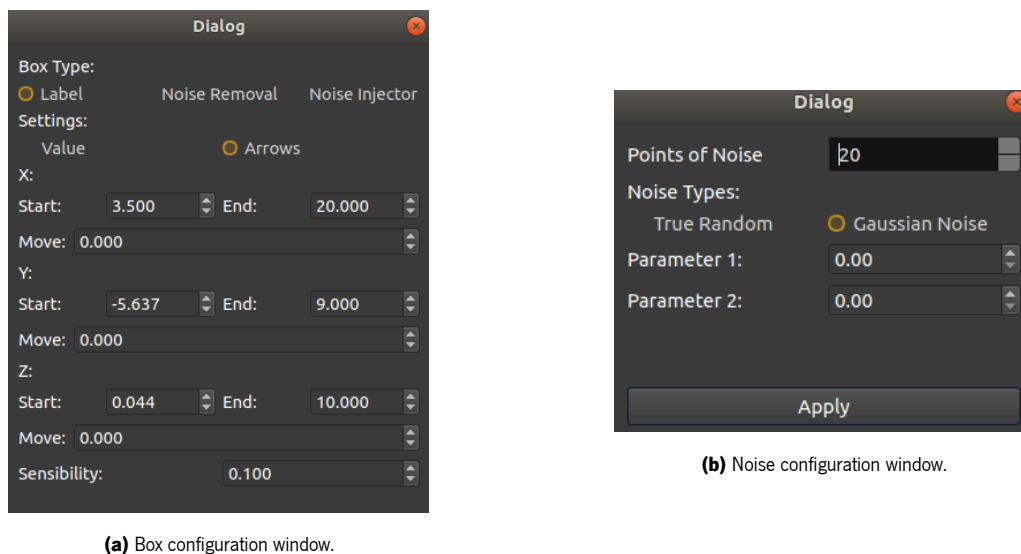 Dialog
Box Type:
Label Noise Removal Noise Injector
Settings:
Value Arrows
X:
Start: 3.500 End: 20.000
Move: 0.000
Y:
Start: -5.637 End: 9.000
Move: 0.000
Z:
Start: 0.044 End: 10.000
Move: 0.000
Sensibility: 0.100
(a) Box configuration window.
Dialog
Points of Noise 20
Noise Types:
True Random Gaussian Noise
Parameter 1: 0.00
Parameter 2: 0.00
Apply
(b) Noise configuration window.